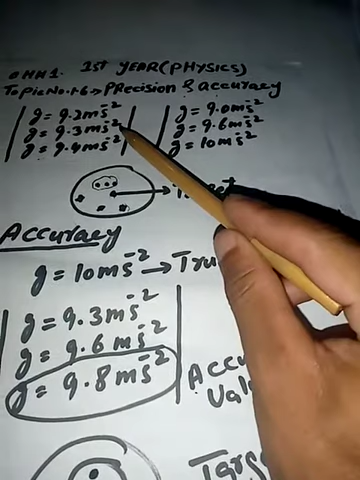 CH#1. 1st YEAR (PHYSICS)
Topic No.1.6 → Precision & accuracy
g = 9.2ms⁻² g = 9.0ms⁻²
g = 9.3ms⁻² g = 9.6ms⁻²
g = 9.4ms⁻² g = 10ms⁻²
Accuracy
g = 10ms⁻² →
g = 9.3ms⁻²
g = 9.6ms⁻²
g = 9.8ms⁻²